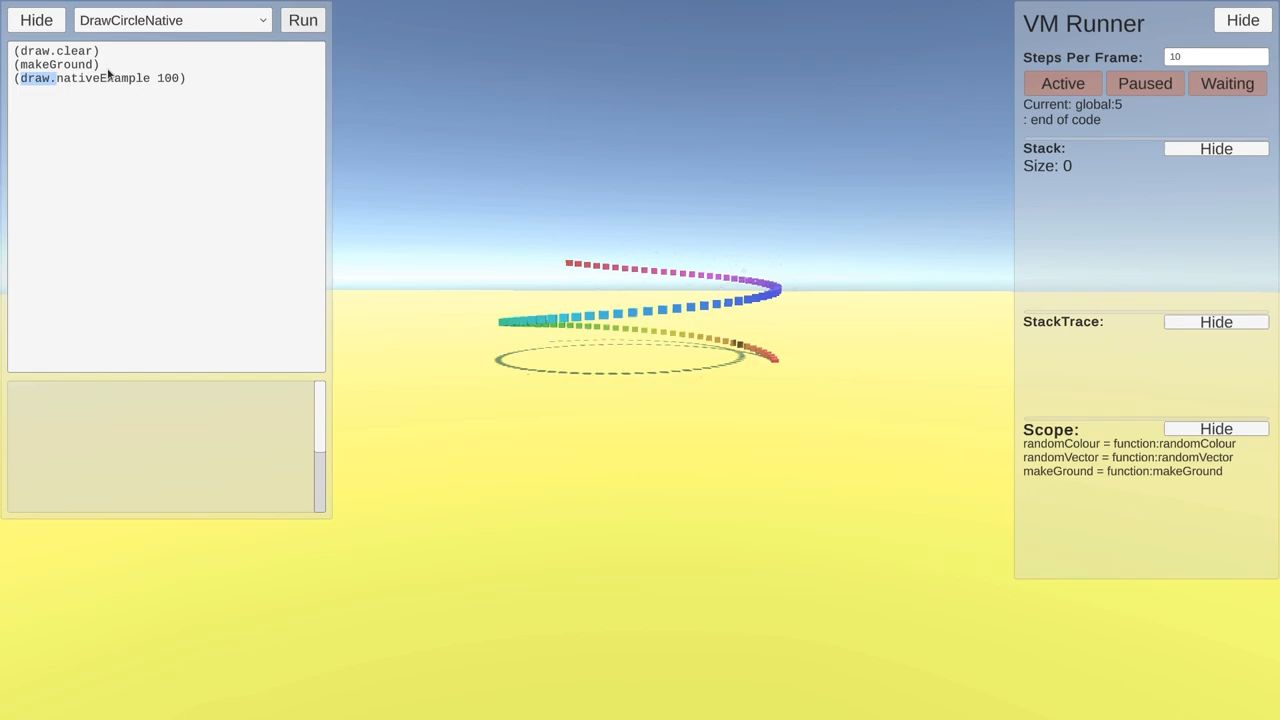 Hide DrawCircleNative Run
(draw.clear)
(makeGround)
(draw.nativeExample 100)
VM Runner Hide
Steps Per Frame: 10
Active Paused Waiting
Current: global:5
: end of code
Stack: Hide
Size: 0
StackTrace: Hide
Scope: Hide
randomColour = function:randomColour
randomVector = function:randomVector
makeGround = function:makeGround